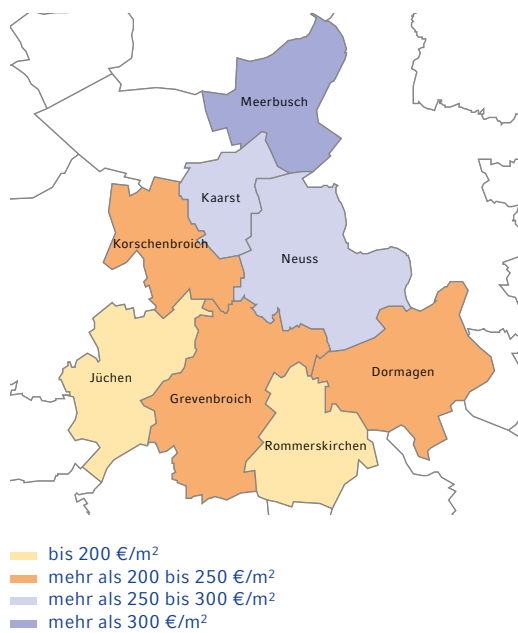 Meerbusch
Kaarst
Korschenbroich
Neuss
Dormagen
Jüchen
Grevenbroich
Rommerskirchen
bis 200 €/m²
mehr als 200 bis 250 €/m²
mehr als 250 bis 300 €/m²
mehr als 300 €/m²